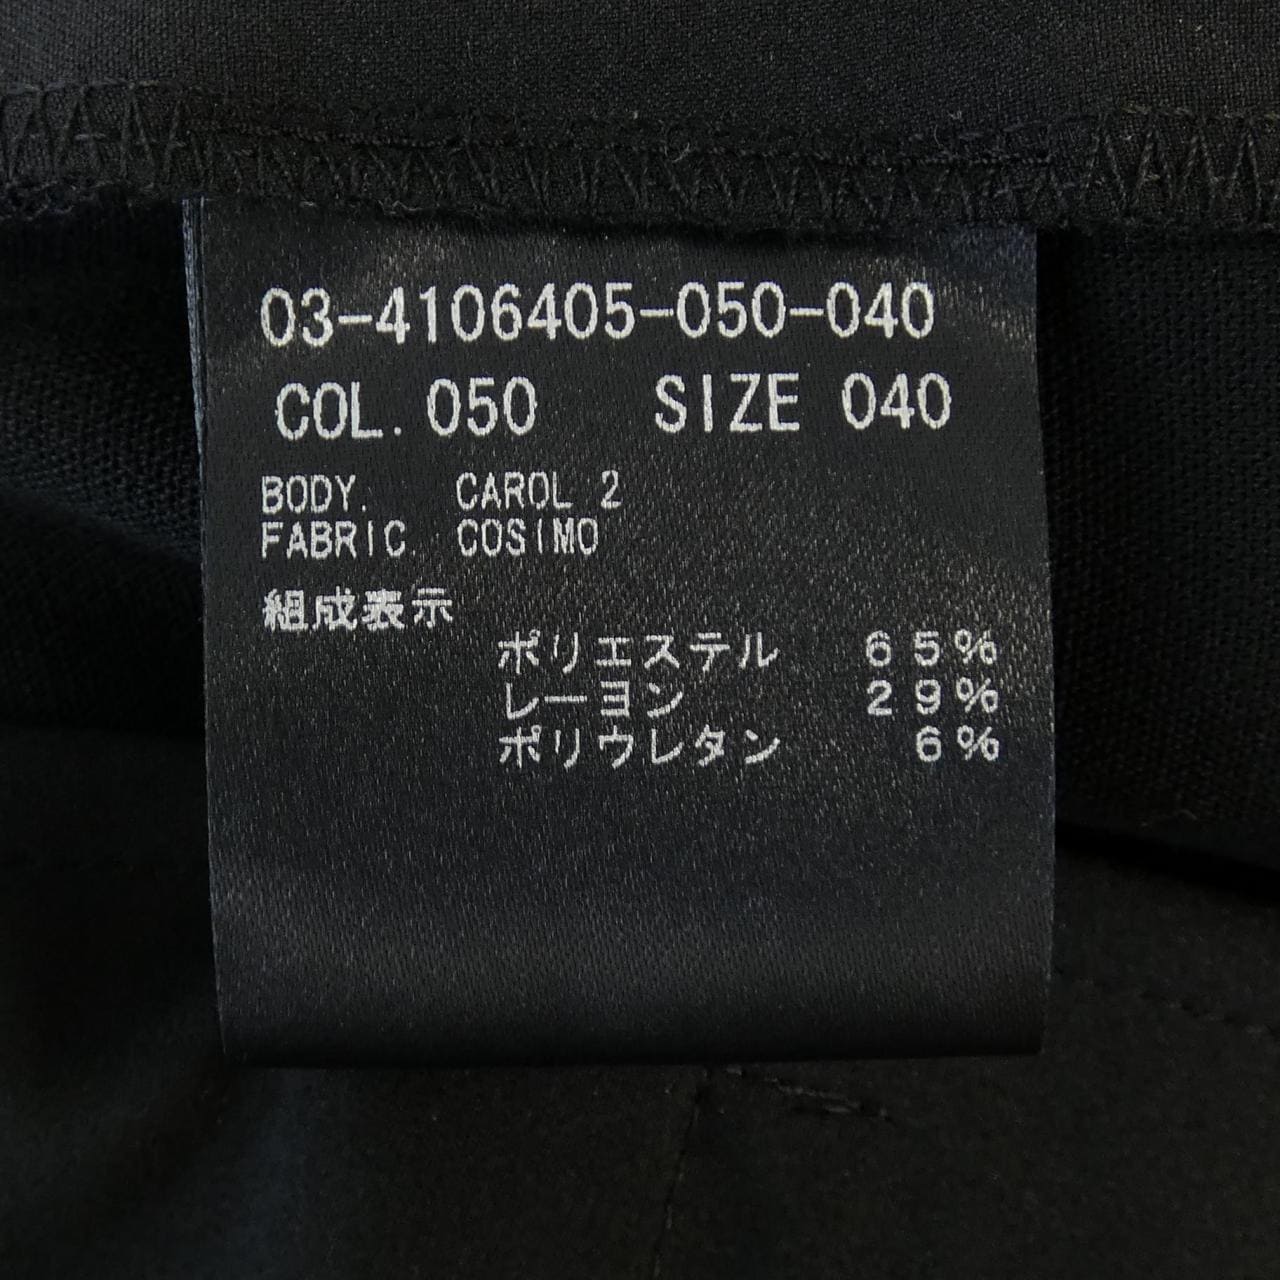 03-4106405-050-040
COL. 050 SIZE 040
BODY. CAROL 2
FABRIC. COSIMO
組成表示
ポリエステル 65%
レーヨン 29%
ポリウレタン 6%